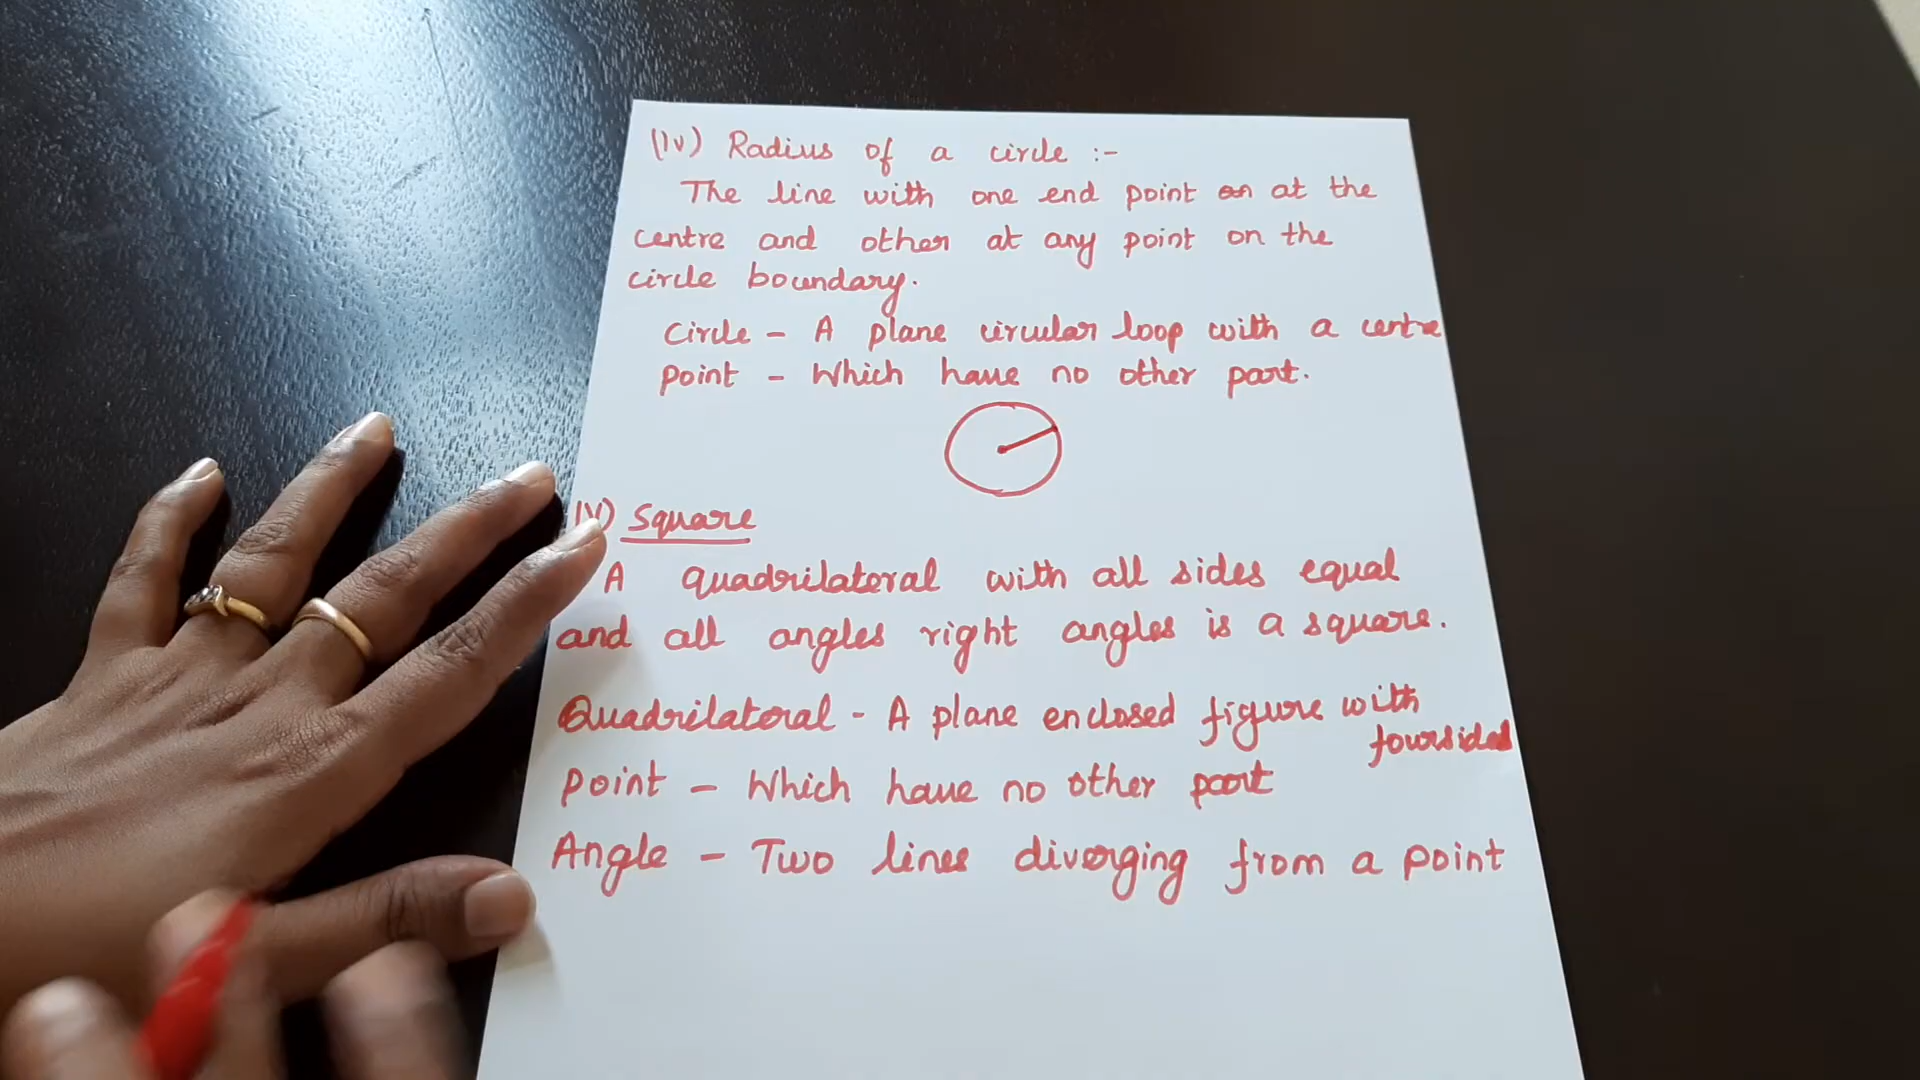 (iv) Radius of a circle :-
The line with one end point at the
centre and other at any point on the
circle boundary.
Circle - A plane circular loop with a centre
Point - Which have no other part.
(v) Square
A quadrilateral with all sides equal
and all angles right angles is a square.
Quadrilateral - A plane enclosed figure with
foursides
Point - Which have no other part
Angle - Two lines diverging from a point